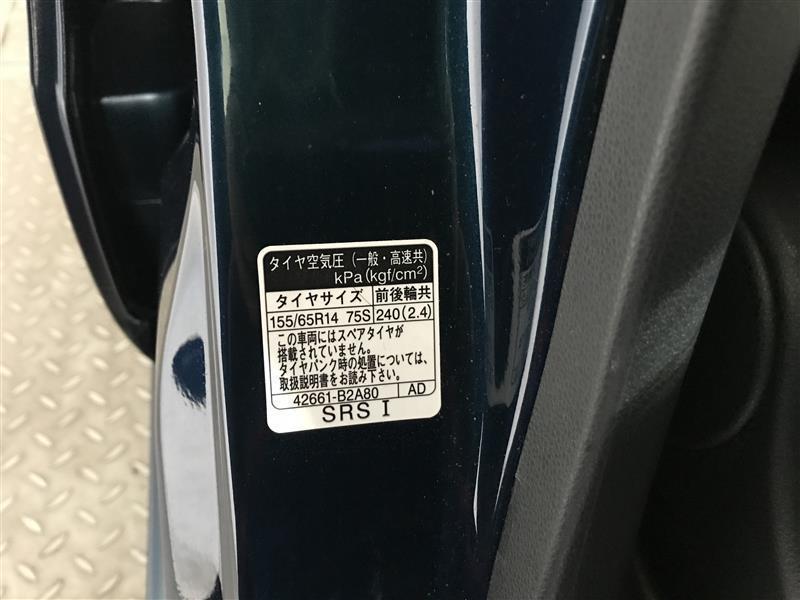 タイヤ空気圧（一般・高速共）
kPa(kgf/cm²)
タイヤサイズ 前後輪共
155/65R14 75S 240(2.4)
この車両にはスペアタイヤが
搭載されていません。
タイヤパンク時の処置については、
取扱説明書をお読み下さい。
42661-B2A80 AD
SRS I